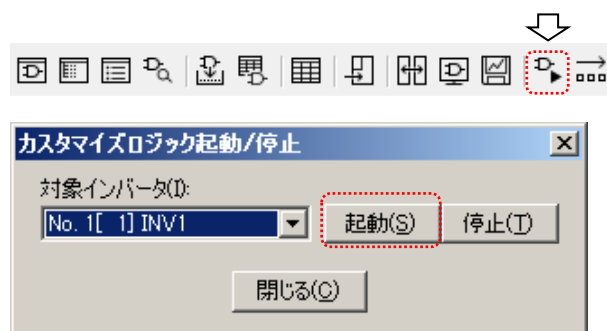 カスタマイズロジック起動/停止
対象インバータ(I):
No. 1[ 1] INV1
起動(S)
停止(T)
閉じる(C)